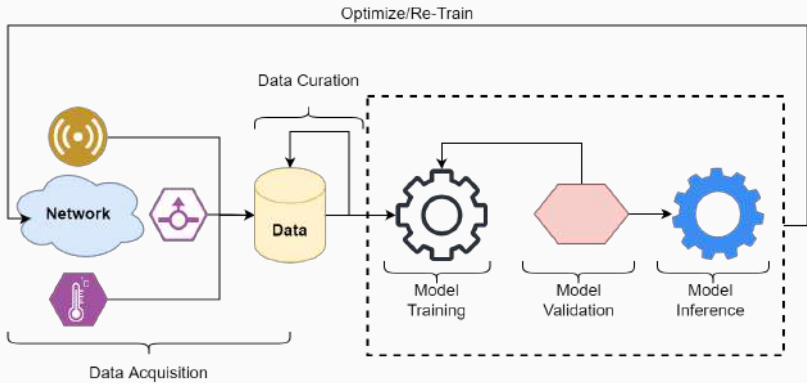 Optimize/Re-Train
Data Curation
Network
Data
°C
Model
Training
Model
Validation
Model
Inference
Data Acquisition